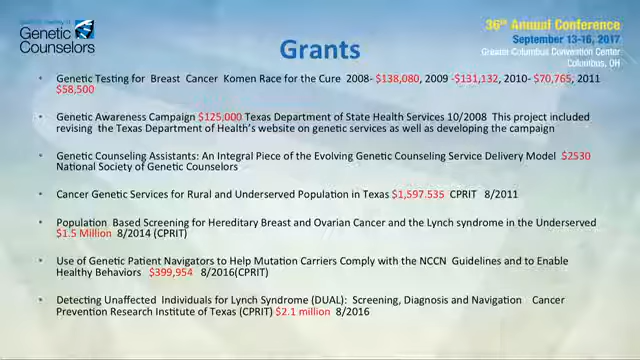 Genetic
Counselors
36th Annual Conference
September 13-16, 2017
Greater Columbus Convention Center
Columbus, OH
Grants
• Genetic Testing for Breast Cancer Komen Race for the Cure 2008- $138,080, 2009 -$131,132, 2010- $70,765, 2011
$58,500
• Genetic Awareness Campaign $125,000 Texas Department of State Health Services 10/2008 This project included
revising the Texas Department of Health's website on genetic services as well as developing the campaign
• Genetic Counseling Assistants: An Integral Piece of the Evolving Genetic Counseling Service Delivery Model $2530
National Society of Genetic Counselors
• Cancer Genetic Services for Rural and Underserved Population in Texas $1,597.535 CPRIT 8/2011
• Population Based Screening for Hereditary Breast and Ovarian Cancer and the Lynch syndrome in the Underserved
$1.5 Million 8/2014 (CPRIT)
• Use of Genetic Patient Navigators to Help Mutation Carriers Comply with the NCCN Guidelines and to Enable
Healthy Behaviors $399,954 8/2016(CPRIT)
• Detecting Unaffected Individuals for Lynch Syndrome (DUAL): Screening, Diagnosis and Navigation Cancer
Prevention Research Institute of Texas (CPRIT) $2.1 million 8/2016